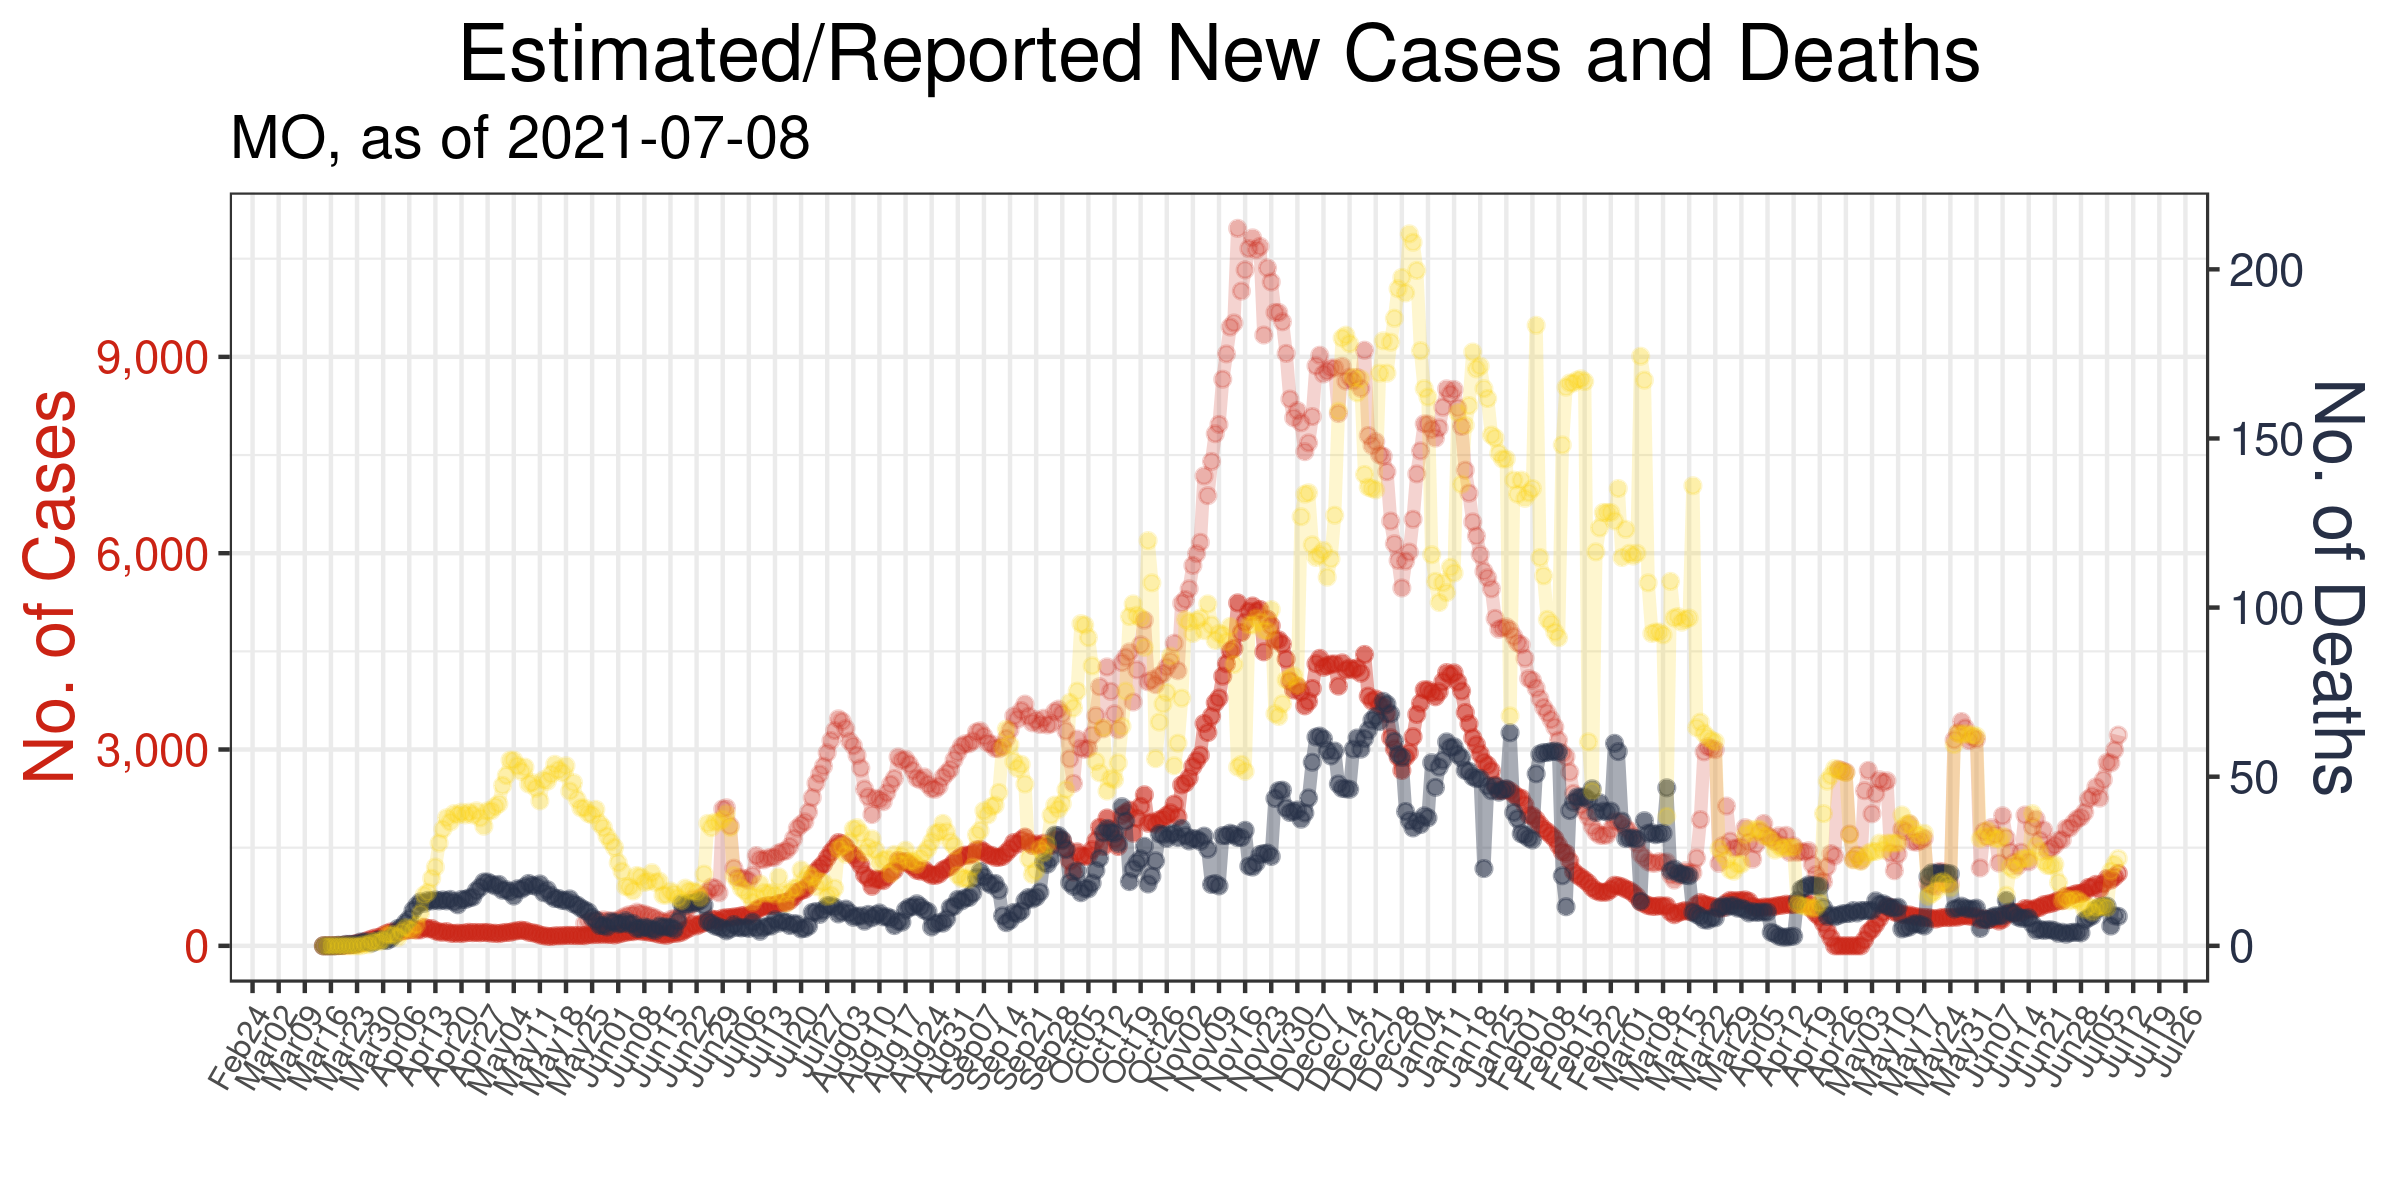 Estimated/Reported New Cases and Deaths
MO, as of 2021-07-08
No. of Cases
9,000
6,000
3,000
0
200
150
100
50
0
No. of Deaths
Feb24
Mar02
Mar09
Mar16
Mar23
Mar30
Apr06
Apr13
Apr20
Apr27
May04
May11
May18
May25
Jun01
Jun08
Jun15
Jun22
Jun29
Jul06
Jul13
Jul20
Jul27
Aug03
Aug10
Aug17
Aug24
Aug31
Sep07
Sep14
Sep21
Sep28
Oct05
Oct12
Oct19
Oct26
Nov02
Nov09
Nov16
Nov23
Nov30
Dec07
Dec14
Dec21
Dec28
Jan04
Jan11
Jan18
Jan25
Feb01
Feb08
Feb15
Feb22
Mar01
Mar08
Mar15
Mar22
Mar29
Apr05
Apr12
Apr19
Apr26
May03
May10
May17
May24
May31
Jun07
Jun14
Jun21
Jun28
Jul05
Jul12
Jul19
Jul26